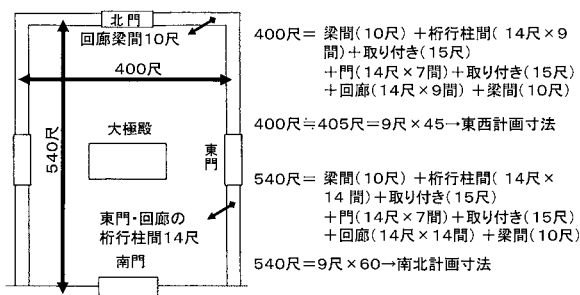 北門
回廊梁間10尺
400尺
540尺
大極殿
東門
東門・回廊の
桁行柱間14尺
南門
400尺＝ 梁間(10尺) ＋桁行柱間( 14尺×9
間)＋取り付き(15尺)
＋門(14尺×7間)＋取り付き(15尺)
＋回廊(14尺×9間) ＋梁間(10尺)
400尺≒405尺＝9尺×45→東西計画寸法
540尺＝ 梁間(10尺) ＋桁行柱間( 14尺×
14 間)＋取り付き(15尺)
＋門(14尺×7間)＋取り付き(15尺)
＋回廊(14尺×14間) ＋梁間(10尺)
540尺＝9尺×60→南北計画寸法